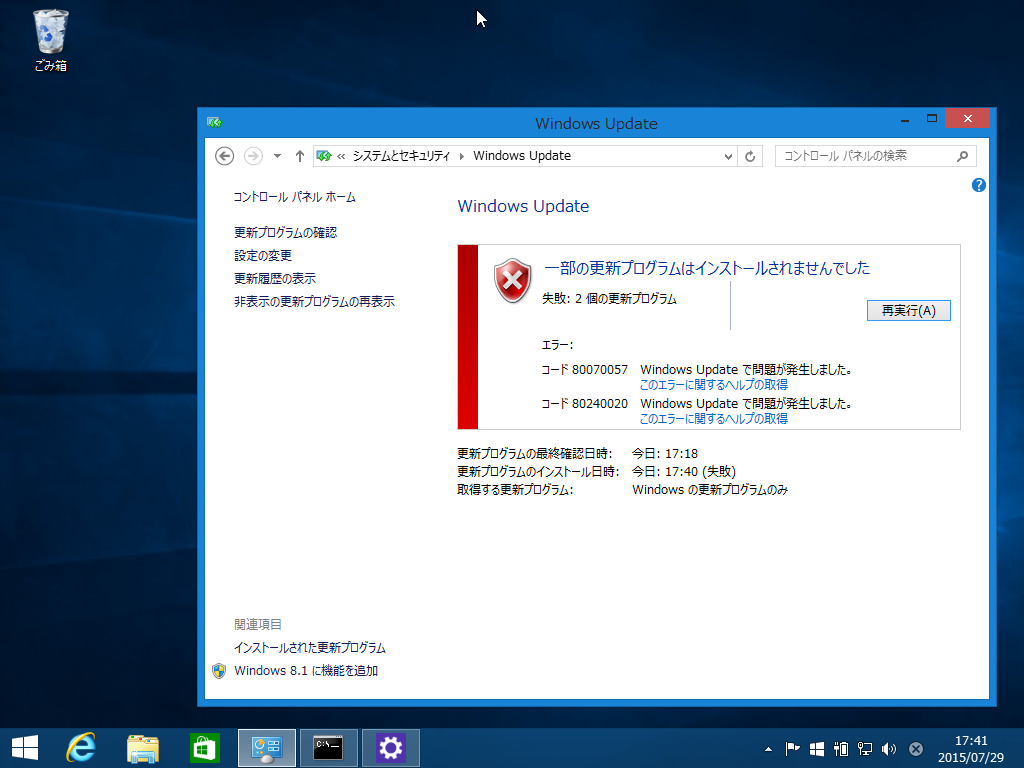 ごみ箱
Windows Update
« システムとセキュリティ ▸ Windows Update
コントロール パネルの検索
コントロール パネル ホーム
更新プログラムの確認
設定の変更
更新履歴の表示
非表示の更新プログラムの再表示
Windows Update
一部の更新プログラムはインストールされませんでした
失敗: 2 個の更新プログラム
再実行(A)
エラー:
コード 80070057 Windows Update で問題が発生しました。
このエラーに関するヘルプの取得
コード 80240020 Windows Update で問題が発生しました。
このエラーに関するヘルプの取得
更新プログラムの最終確認日時: 今日: 17:18
更新プログラムのインストール日時: 今日: 17:40 (失敗)
取得する更新プログラム: Windows の更新プログラムのみ
関連項目
インストールされた更新プログラム
Windows 8.1 に機能を追加
C:\
17:41
2015/07/29